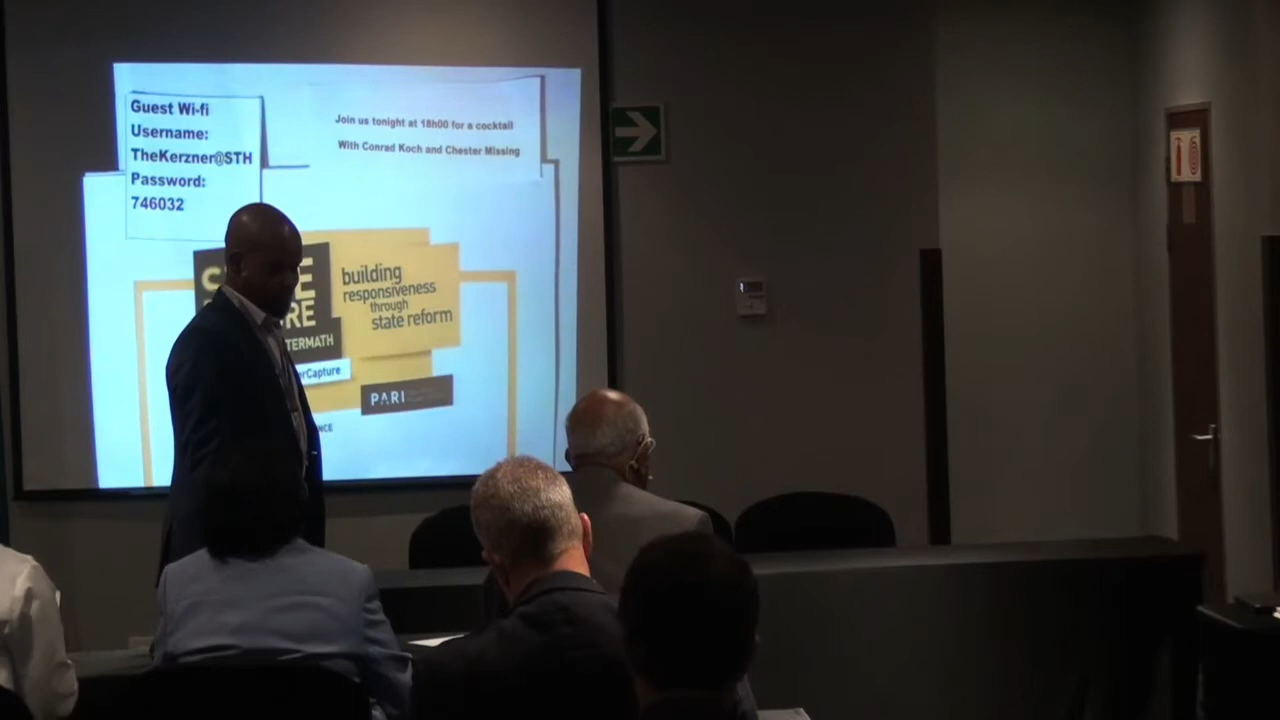 Guest Wi-fi
Username:
TheKerzner@STH
Password:
746032
Join us tonight at 18h00 for a cocktail
With Conrad Koch and Chester Missing
building
responsiveness
through
state reform
PARI